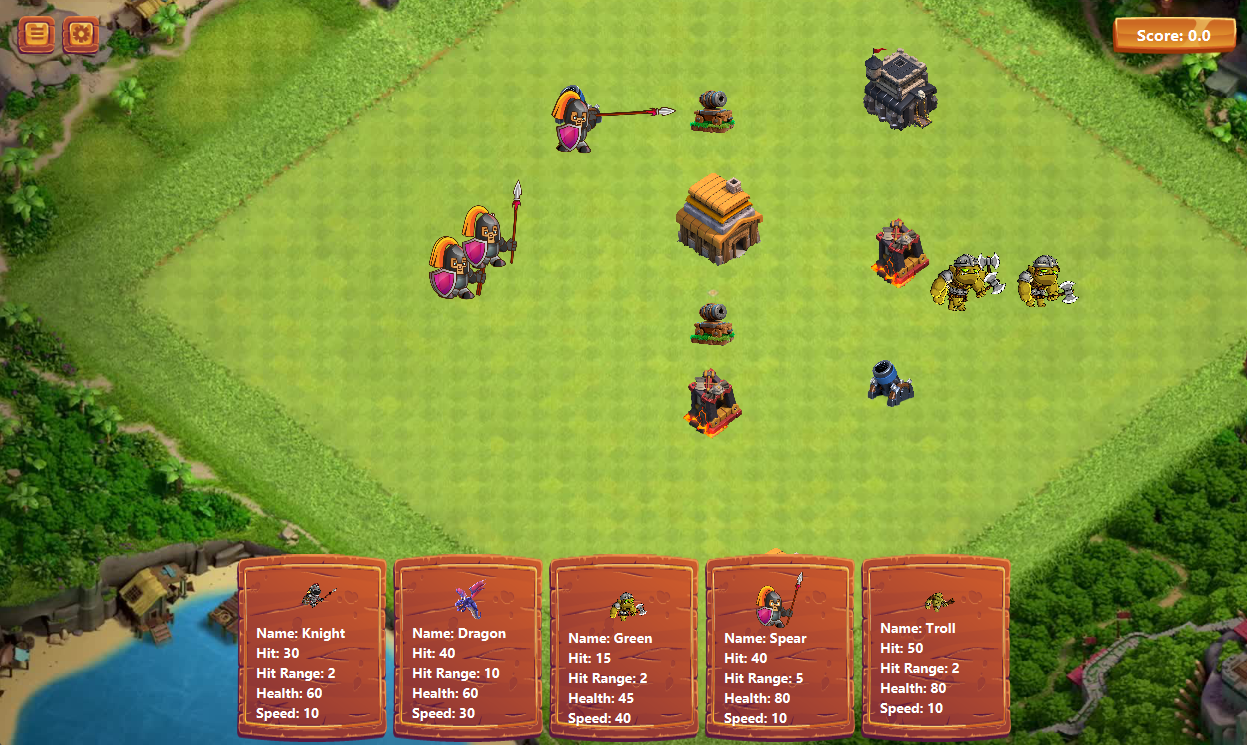 Score: 0.0
Name: Knight
Hit: 30
Hit Range: 2
Health: 60
Speed: 10
Name: Dragon
Hit: 40
Hit Range: 10
Health: 60
Speed: 30
Name: Green
Hit: 15
Hit Range: 2
Health: 45
Speed: 40
Name: Spear
Hit: 40
Hit Range: 5
Health: 80
Speed: 10
Name: Troll
Hit: 50
Hit Range: 2
Health: 80
Speed: 10